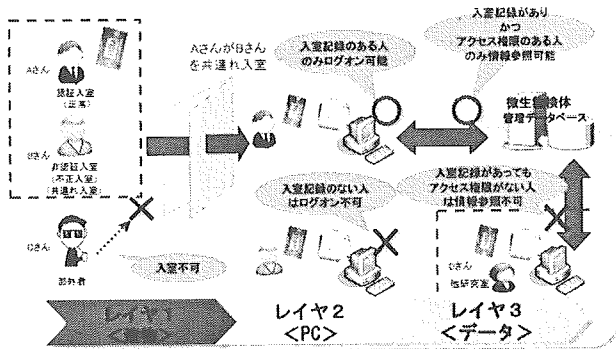 Aさん
認証入室
(正常)
Bさん
非認証入室
(不正入室)
(共連れ入室)
Cさん
部外者
入室不可
AさんがBさん
を共連れ入室
入室記録のある人
のみログオン可能
入室記録があり
かつ
アクセス権限のある人
のみ情報参照可能
管理データベース
入室記録のない人
はログオン不可
入室記録があっても
アクセス権限がない人
は情報参照不可
他研究室
レイヤ1
レイヤ2
<PC>
レイヤ3
<データ>